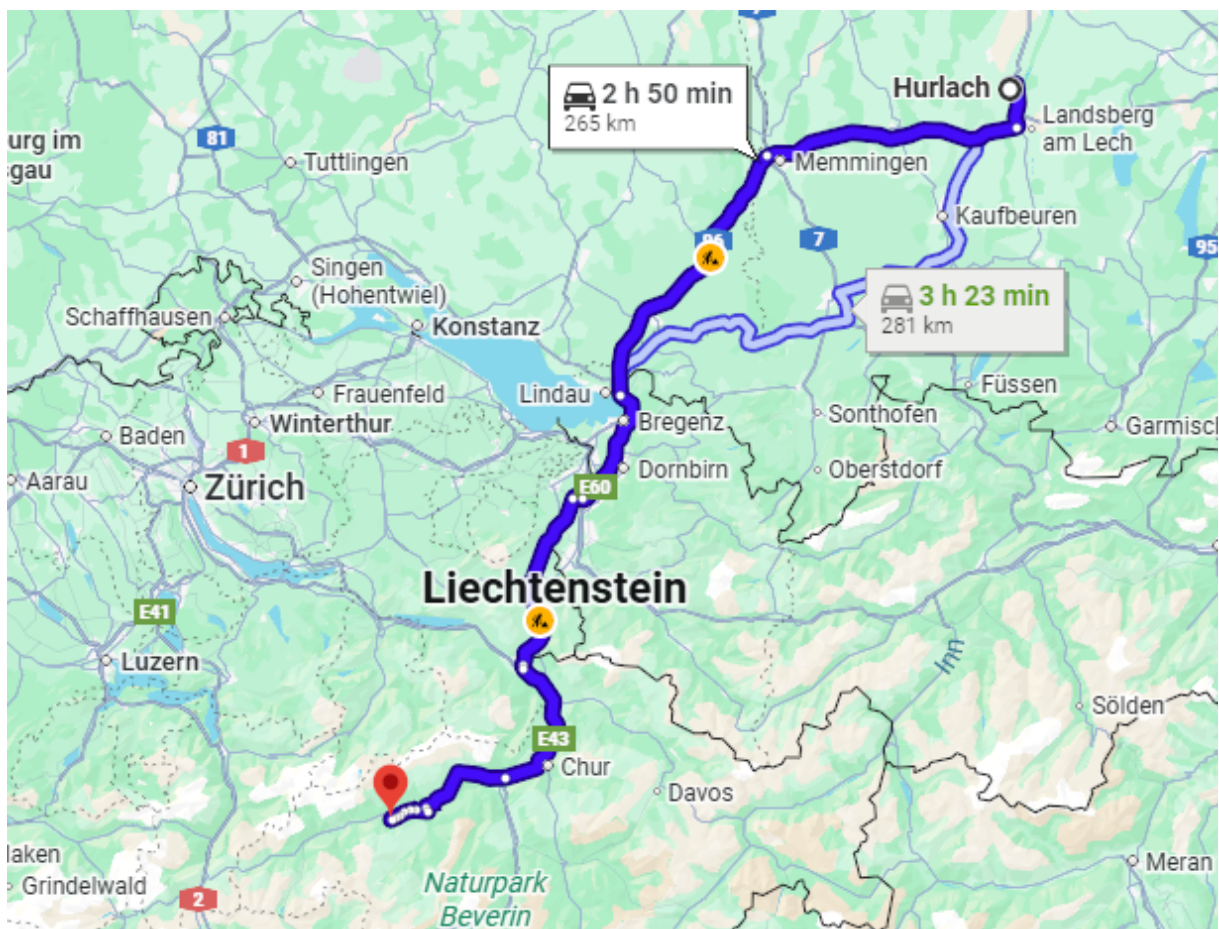 81
urg im
sgau
Tuttlingen
2 h 50 min
265 km
Hurlach
Landsberg
am Lech
Memmingen
Kaufbeuren
96
7
95
Singen
(Hohentwiel)
Schaffhausen
Konstanz
3 h 23 min
281 km
Frauenfeld
Lindau
Füssen
Winterthur
Bregenz
Sonthofen
Garmisch
Baden
1
Dornbirn
Oberstdorf
Aarau
Zürich
E60
Liechtenstein
E41
Luzern
Inn
Sölden
E43
Chur
Davos
laken
Grindelwald
2
Naturpark
Beverin
Meran